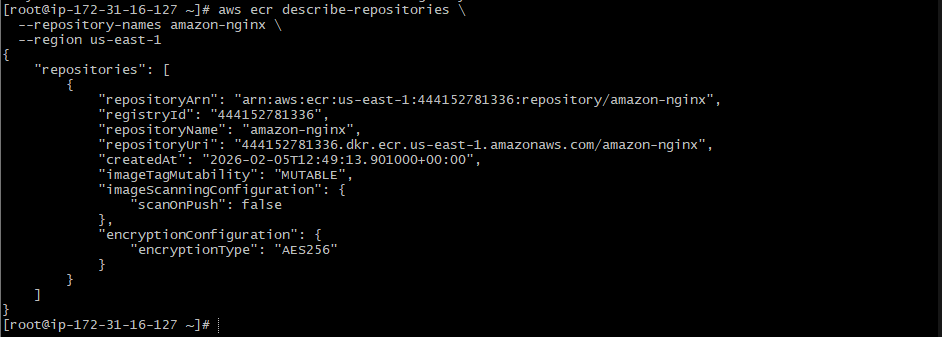 [root@ip-172-31-16-127 ~]# aws ecr describe-repositories \
  --repository-names amazon-nginx \
  --region us-east-1
{
    "repositories": [
        {
            "repositoryArn": "arn:aws:ecr:us-east-1:444152781336:repository/amazon-nginx",
            "registryId": "444152781336",
            "repositoryName": "amazon-nginx",
            "repositoryUri": "444152781336.dkr.ecr.us-east-1.amazonaws.com/amazon-nginx",
            "createdAt": "2026-02-05T12:49:13.901000+00:00",
            "imageTagMutability": "MUTABLE",
            "imageScanningConfiguration": {
                "scanOnPush": false
            },
            "encryptionConfiguration": {
                "encryptionType": "AES256"
            }
        }
    ]
}
[root@ip-172-31-16-127 ~]#